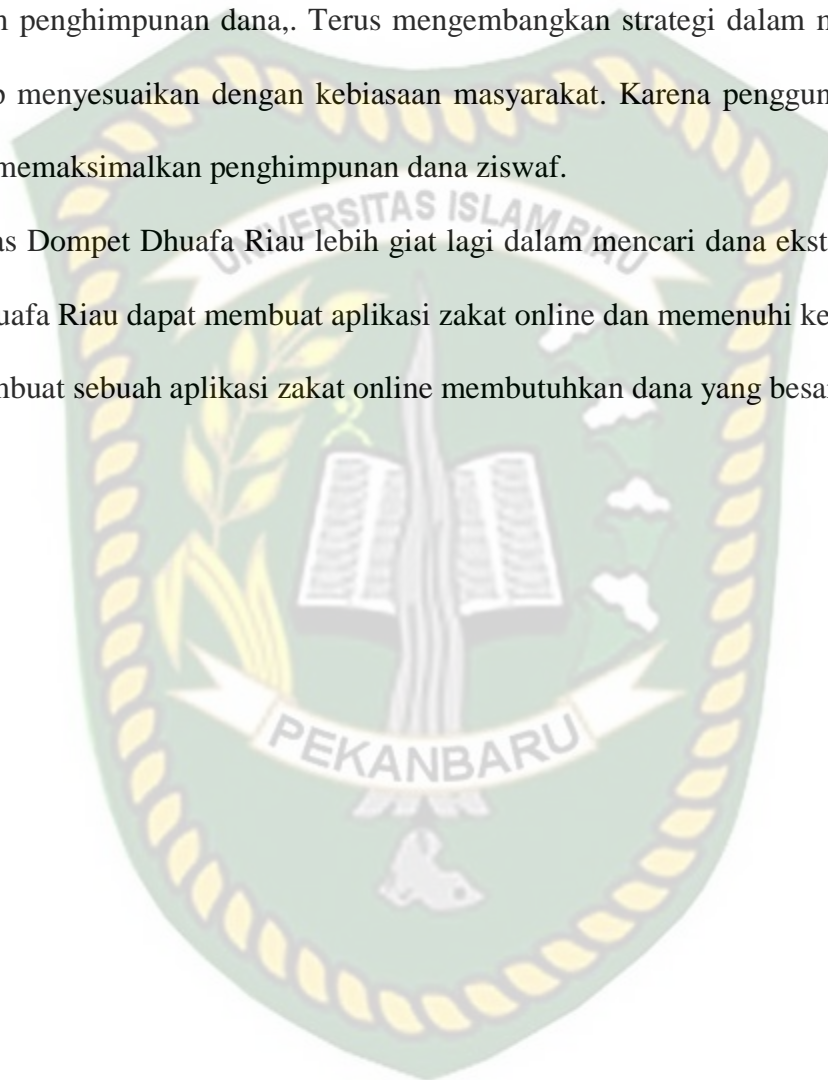 n penghimpunan dana,. Terus mengembangkan strategi dalam m
menyesuaikan dengan kebiasaan masyarakat. Karena penggun
memaksimalkan penghimpunan dana ziswaf.
UNIVERSITAS ISLAM RIAU
as Dompet Dhuafa Riau lebih giat lagi dalam mencari dana ekst
uafa Riau dapat membuat aplikasi zakat online dan memenuhi ke
buat sebuah aplikasi zakat online membutuhkan dana yang besar
PEKANBARU